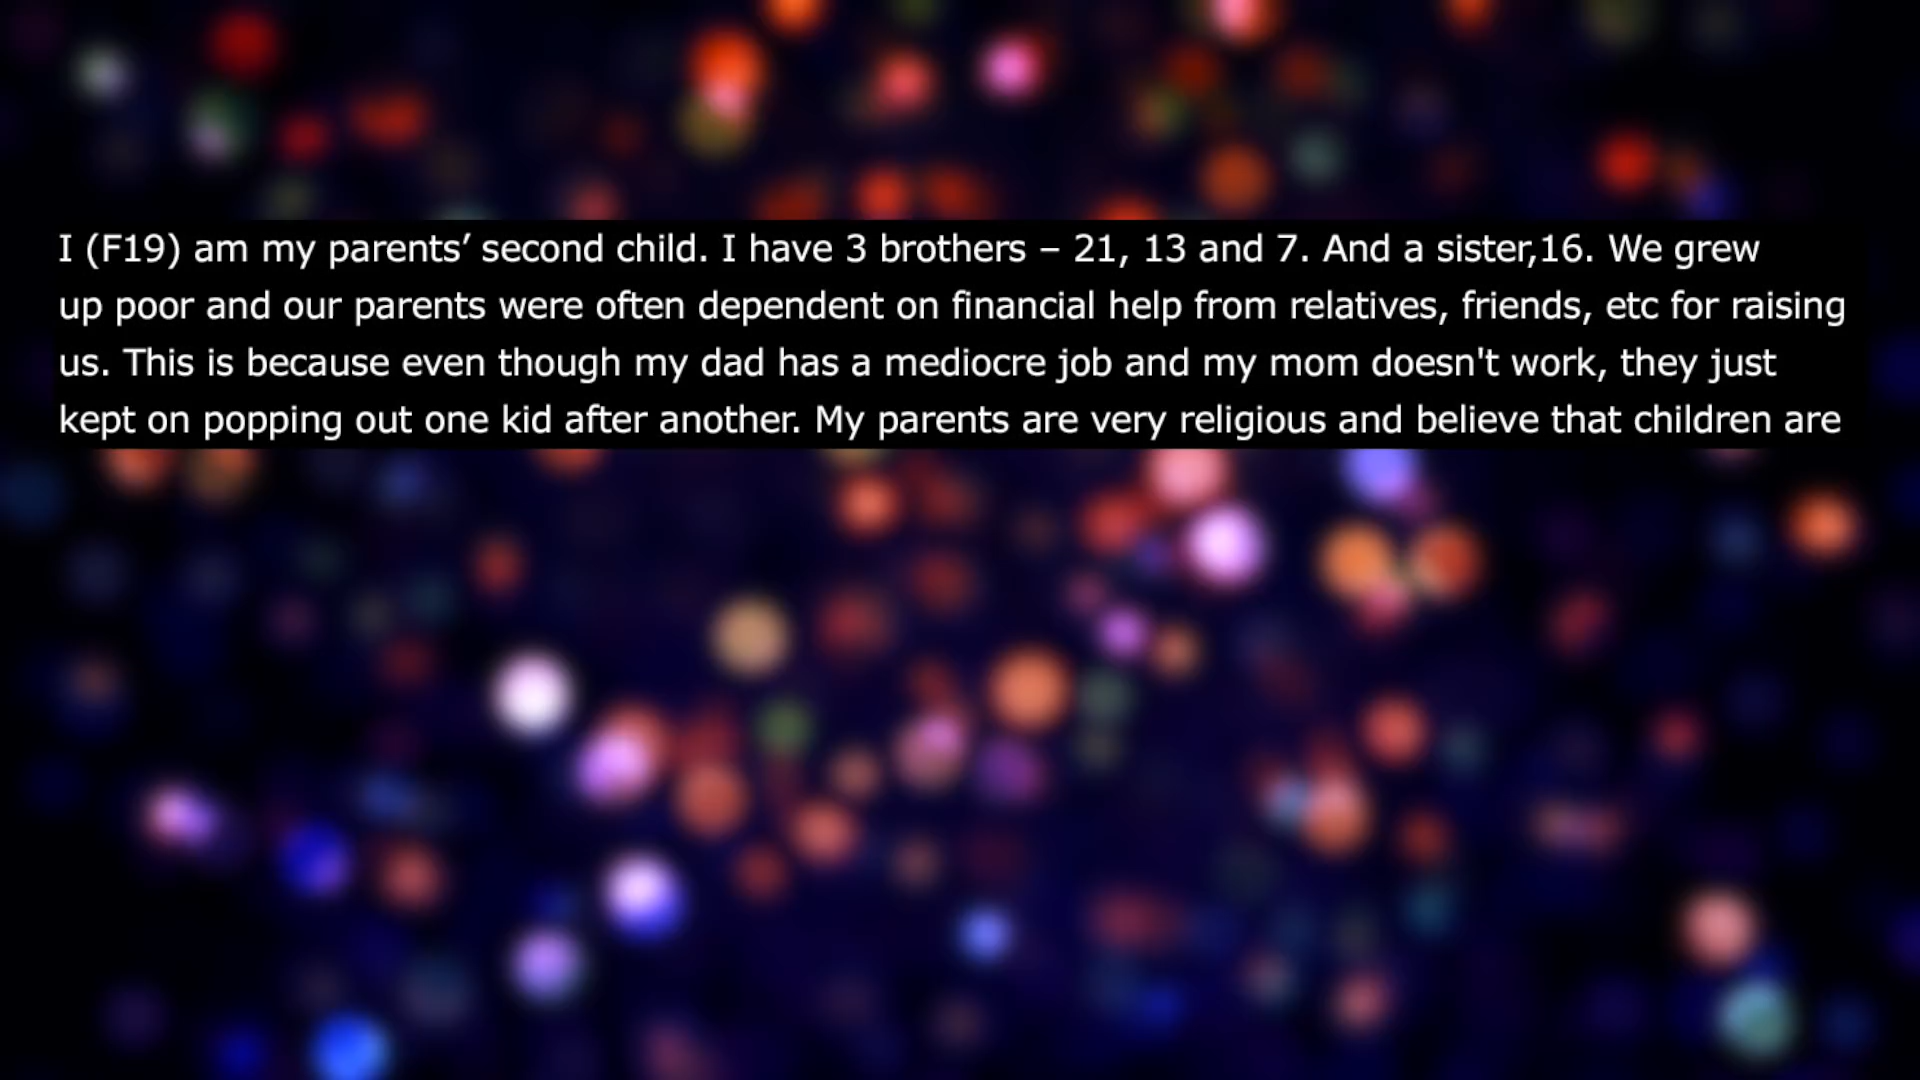 I (F19) am my parents’ second child. I have 3 brothers – 21, 13 and 7. And a sister,16. We grew
up poor and our parents were often dependent on financial help from relatives, friends, etc for raising
us. This is because even though my dad has a mediocre job and my mom doesn't work, they just
kept on popping out one kid after another. My parents are very religious and believe that children are